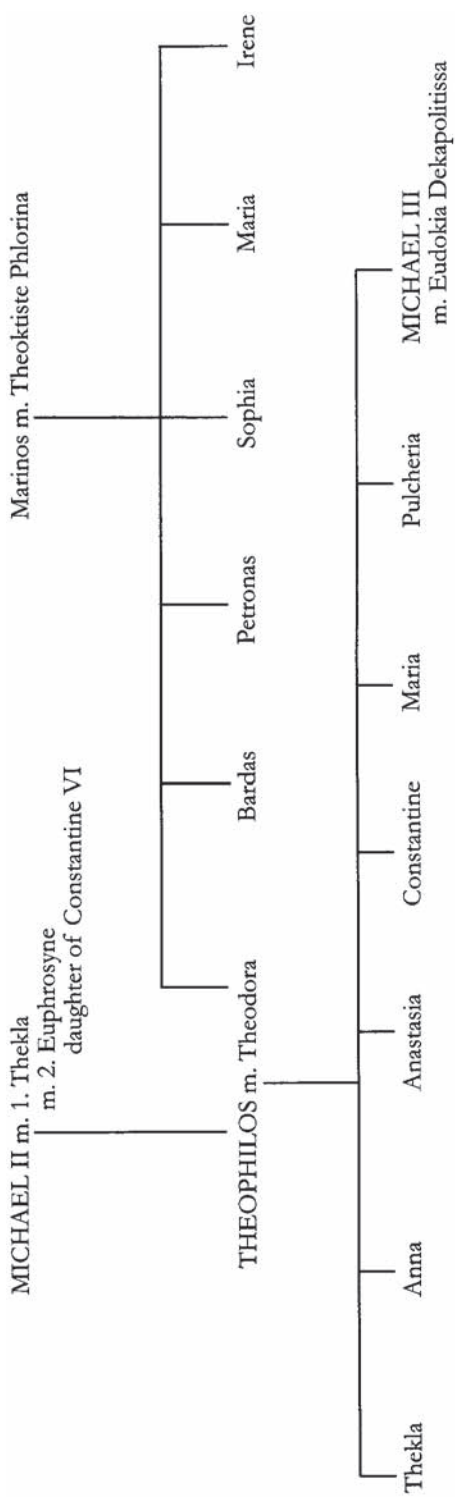 MICHAEL II m. 1. Thekla
m. 2. Euphrosyne
daughter of Constantine VI
Marinos m. Theoktiste Phlorina
THEOPHILOS m. Theodora
Bardas
Petronas
Sophia
Maria
Irene
Thekla
Anna
Anastasia
Constantine
Maria
Pulcheria
MICHAEL III
m. Eudokia Dekapolitissa